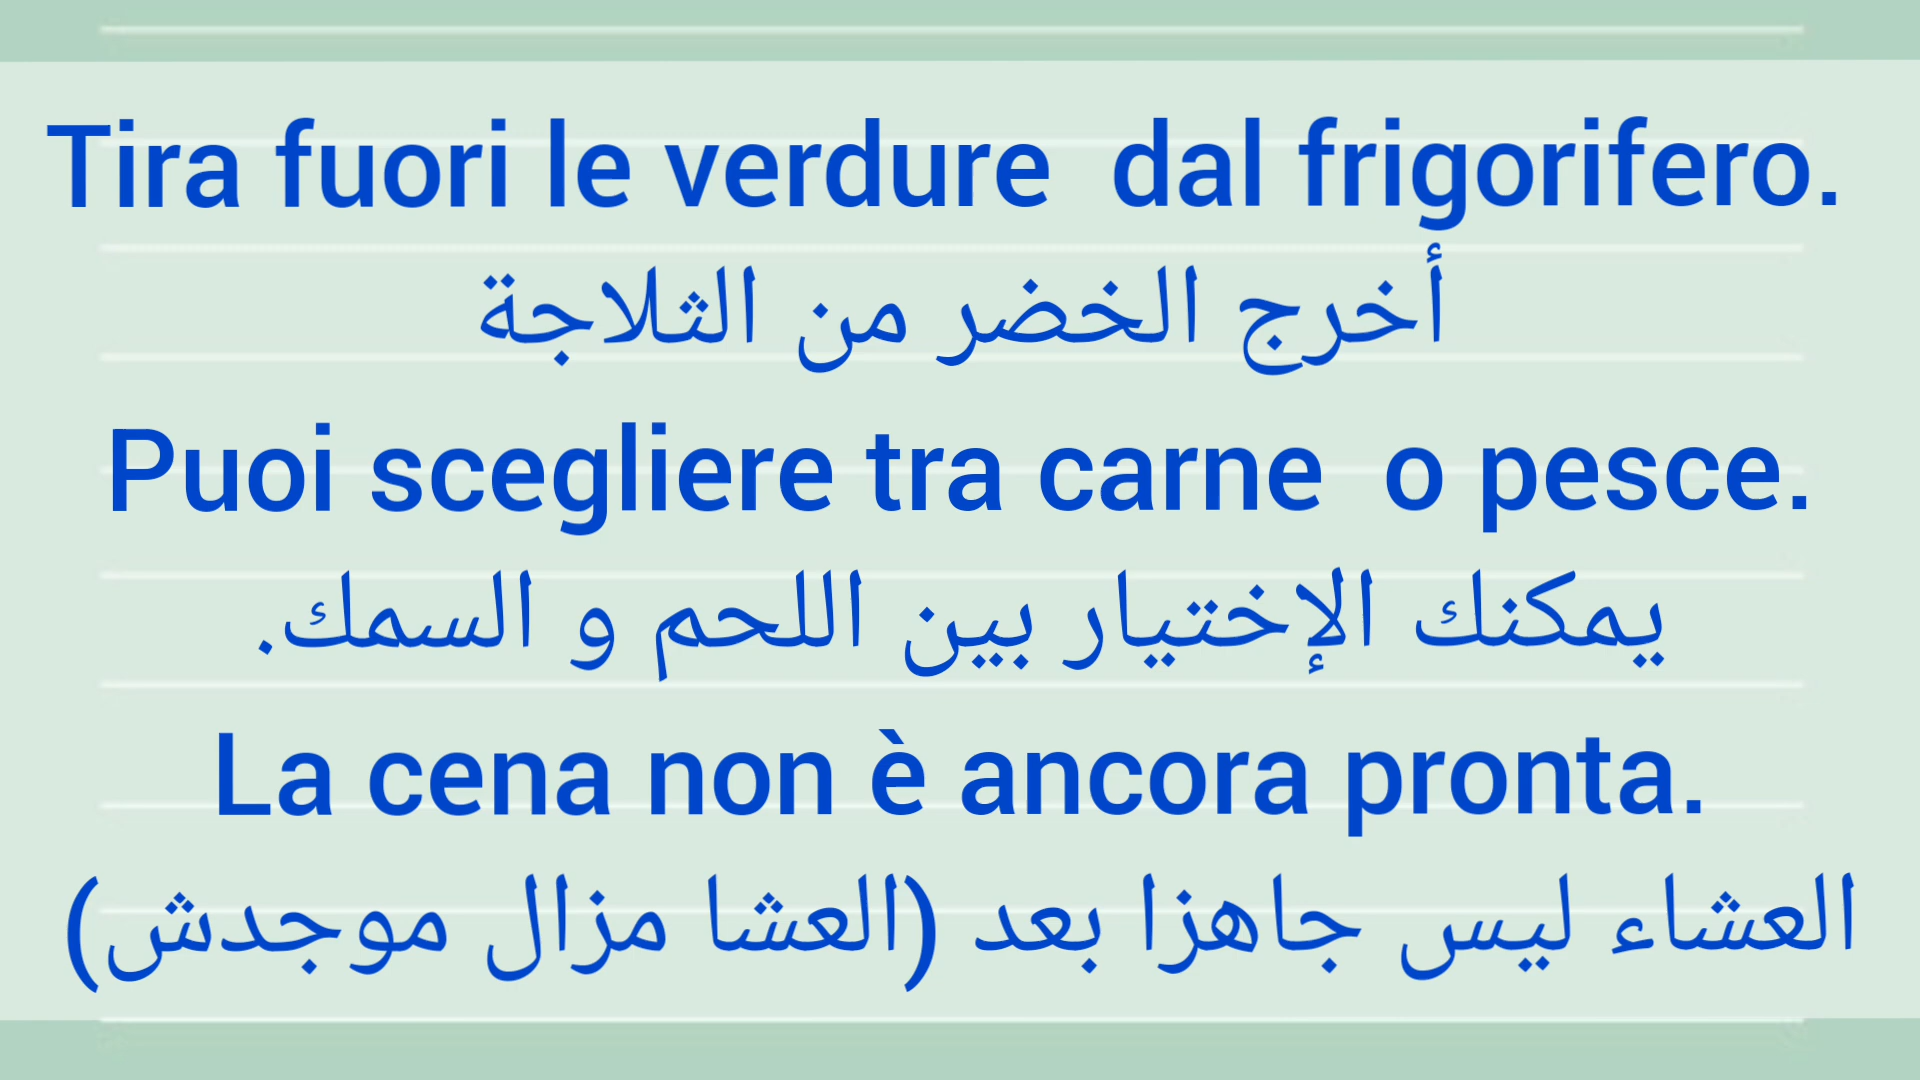 Tira fuori le verdure  dal frigorifero.
أخرج الخضر من الثلاجة
Puoi scegliere tra carne  o pesce.
يمكنك الإختيار بين اللحم و السمك.
La cena non è ancora pronta.
العشاء ليس جاهزا بعد (العشا مزال موجدش)